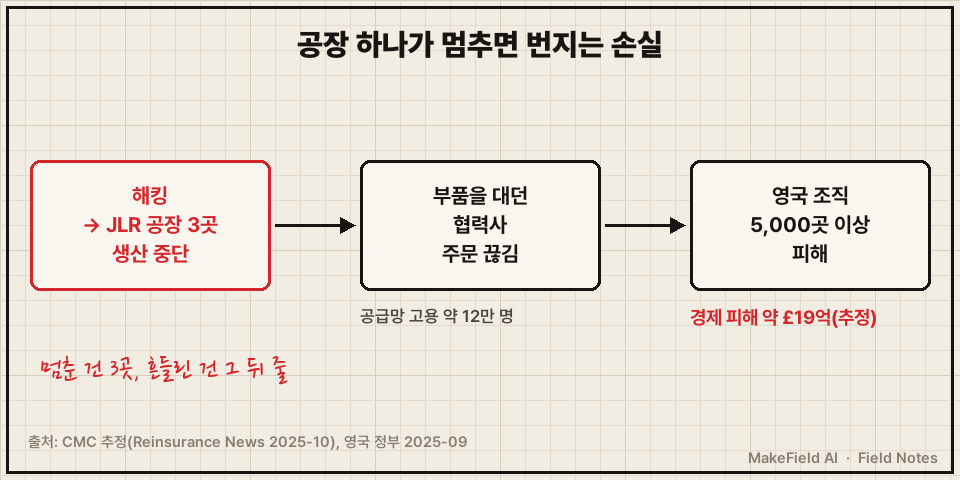 공장 하나가 멈추면 번지는 손실
해킹
→ JLR 공장 3곳
생산 중단
부품을 대던
협력사
주문 끊김
영국 조직
5,000곳 이상
피해
공급망 고용 약 12만 명
경제 피해 약 £19억(추정)
멈춘 건 3곳, 흔들린 건 그 뒤 줄
출처: CMC 추정(Reinsurance News 2025-10), 영국 정부 2025-09
MakeField AI · Field Notes